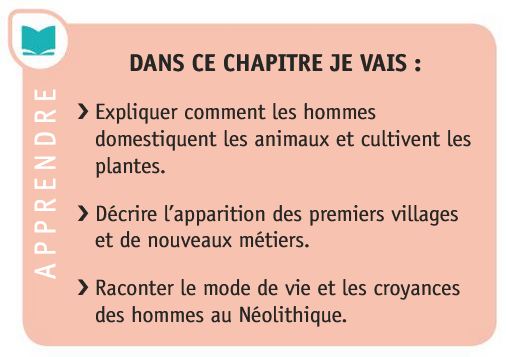 APPRENDRE
DANS CE CHAPITRE JE VAIS :
❯ Expliquer comment les hommes
domestiquent les animaux et cultivent les
plantes.
❯ Décrire l’apparition des premiers villages
et de nouveaux métiers.
❯ Raconter le mode de vie et les croyances
des hommes au Néolithique.